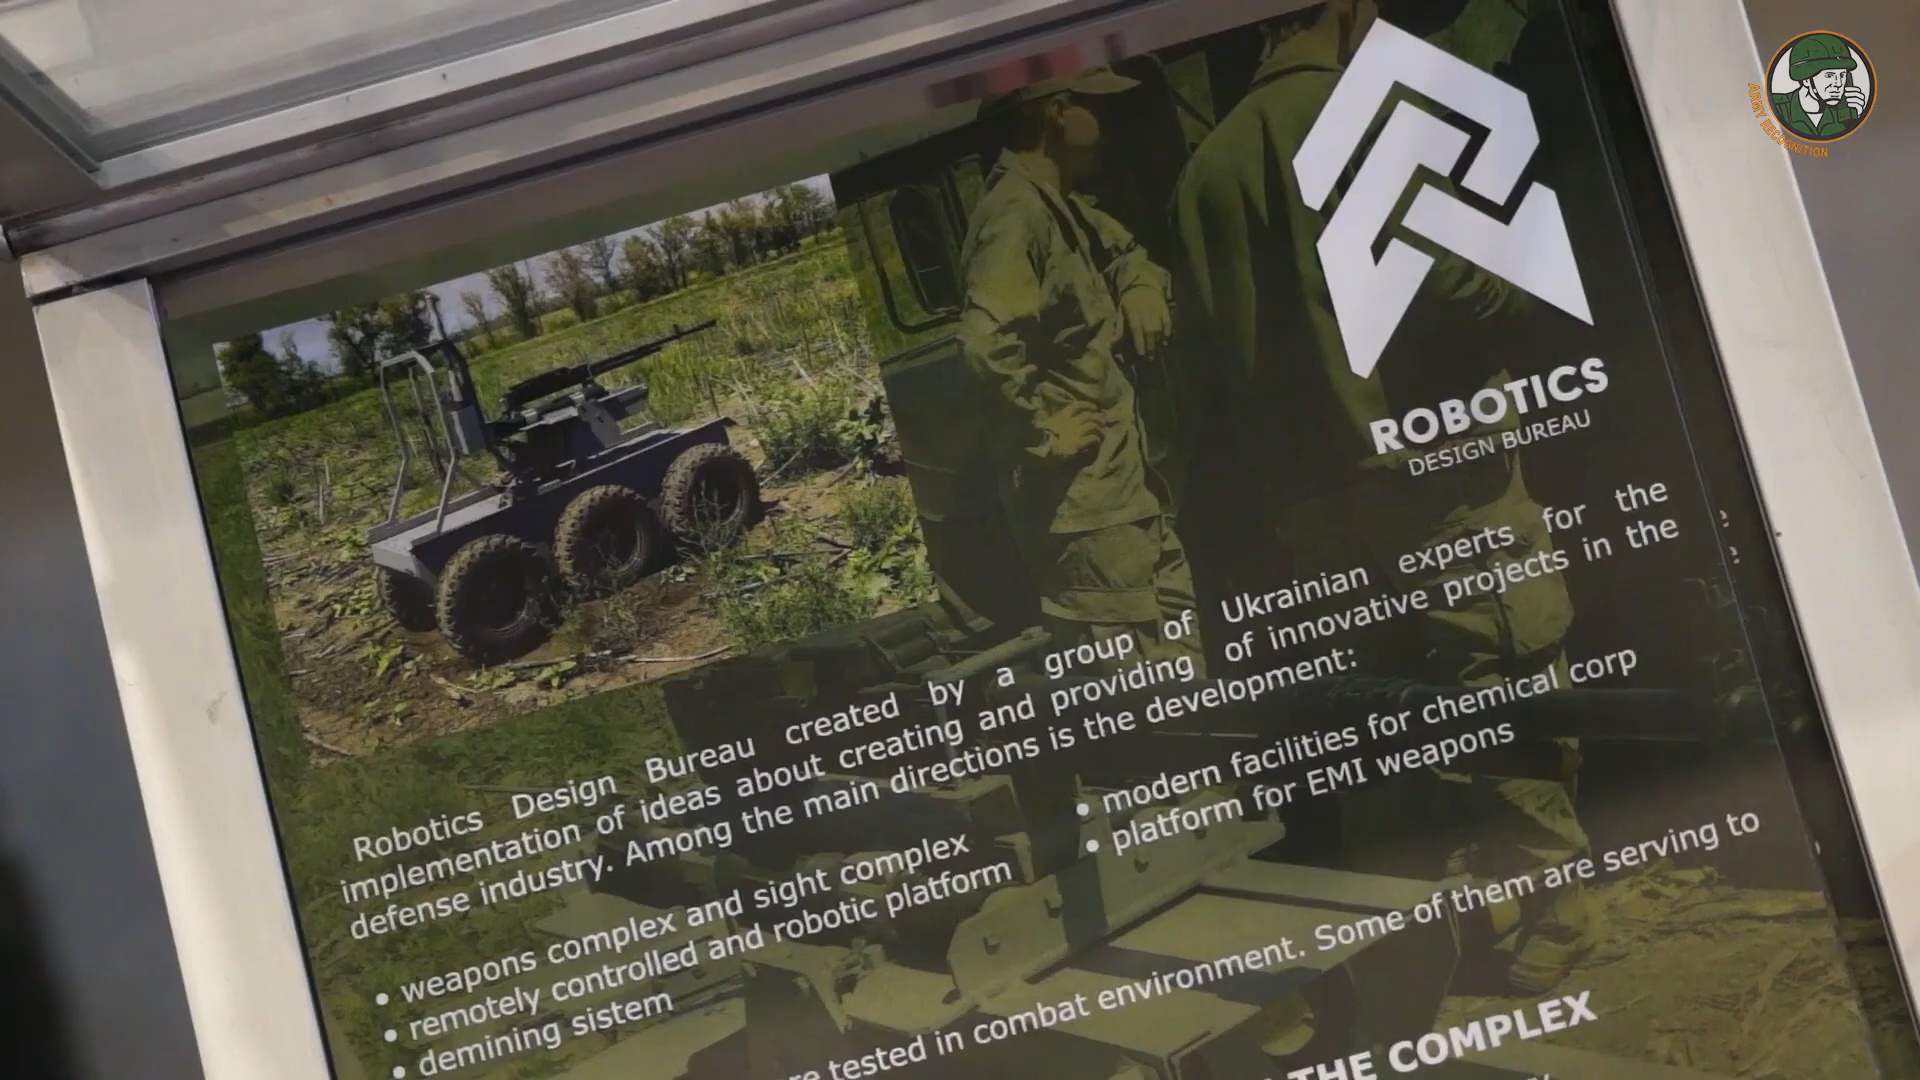 ARMY RECOGNITION
ROBOTICS
DESIGN BUREAU
Robotics Design Bureau created by a group of Ukrainian experts for the
implementation of ideas about creating and providing of innovative projects in the
defense industry. Among the main directions is the development:
• weapons complex and sight complex
• remotely controlled and robotic platform
• demining sistem
• modern facilities for chemical corp
• platform for EMI weapons
tested in combat environment. Some of them are serving to
THE COMPLEX